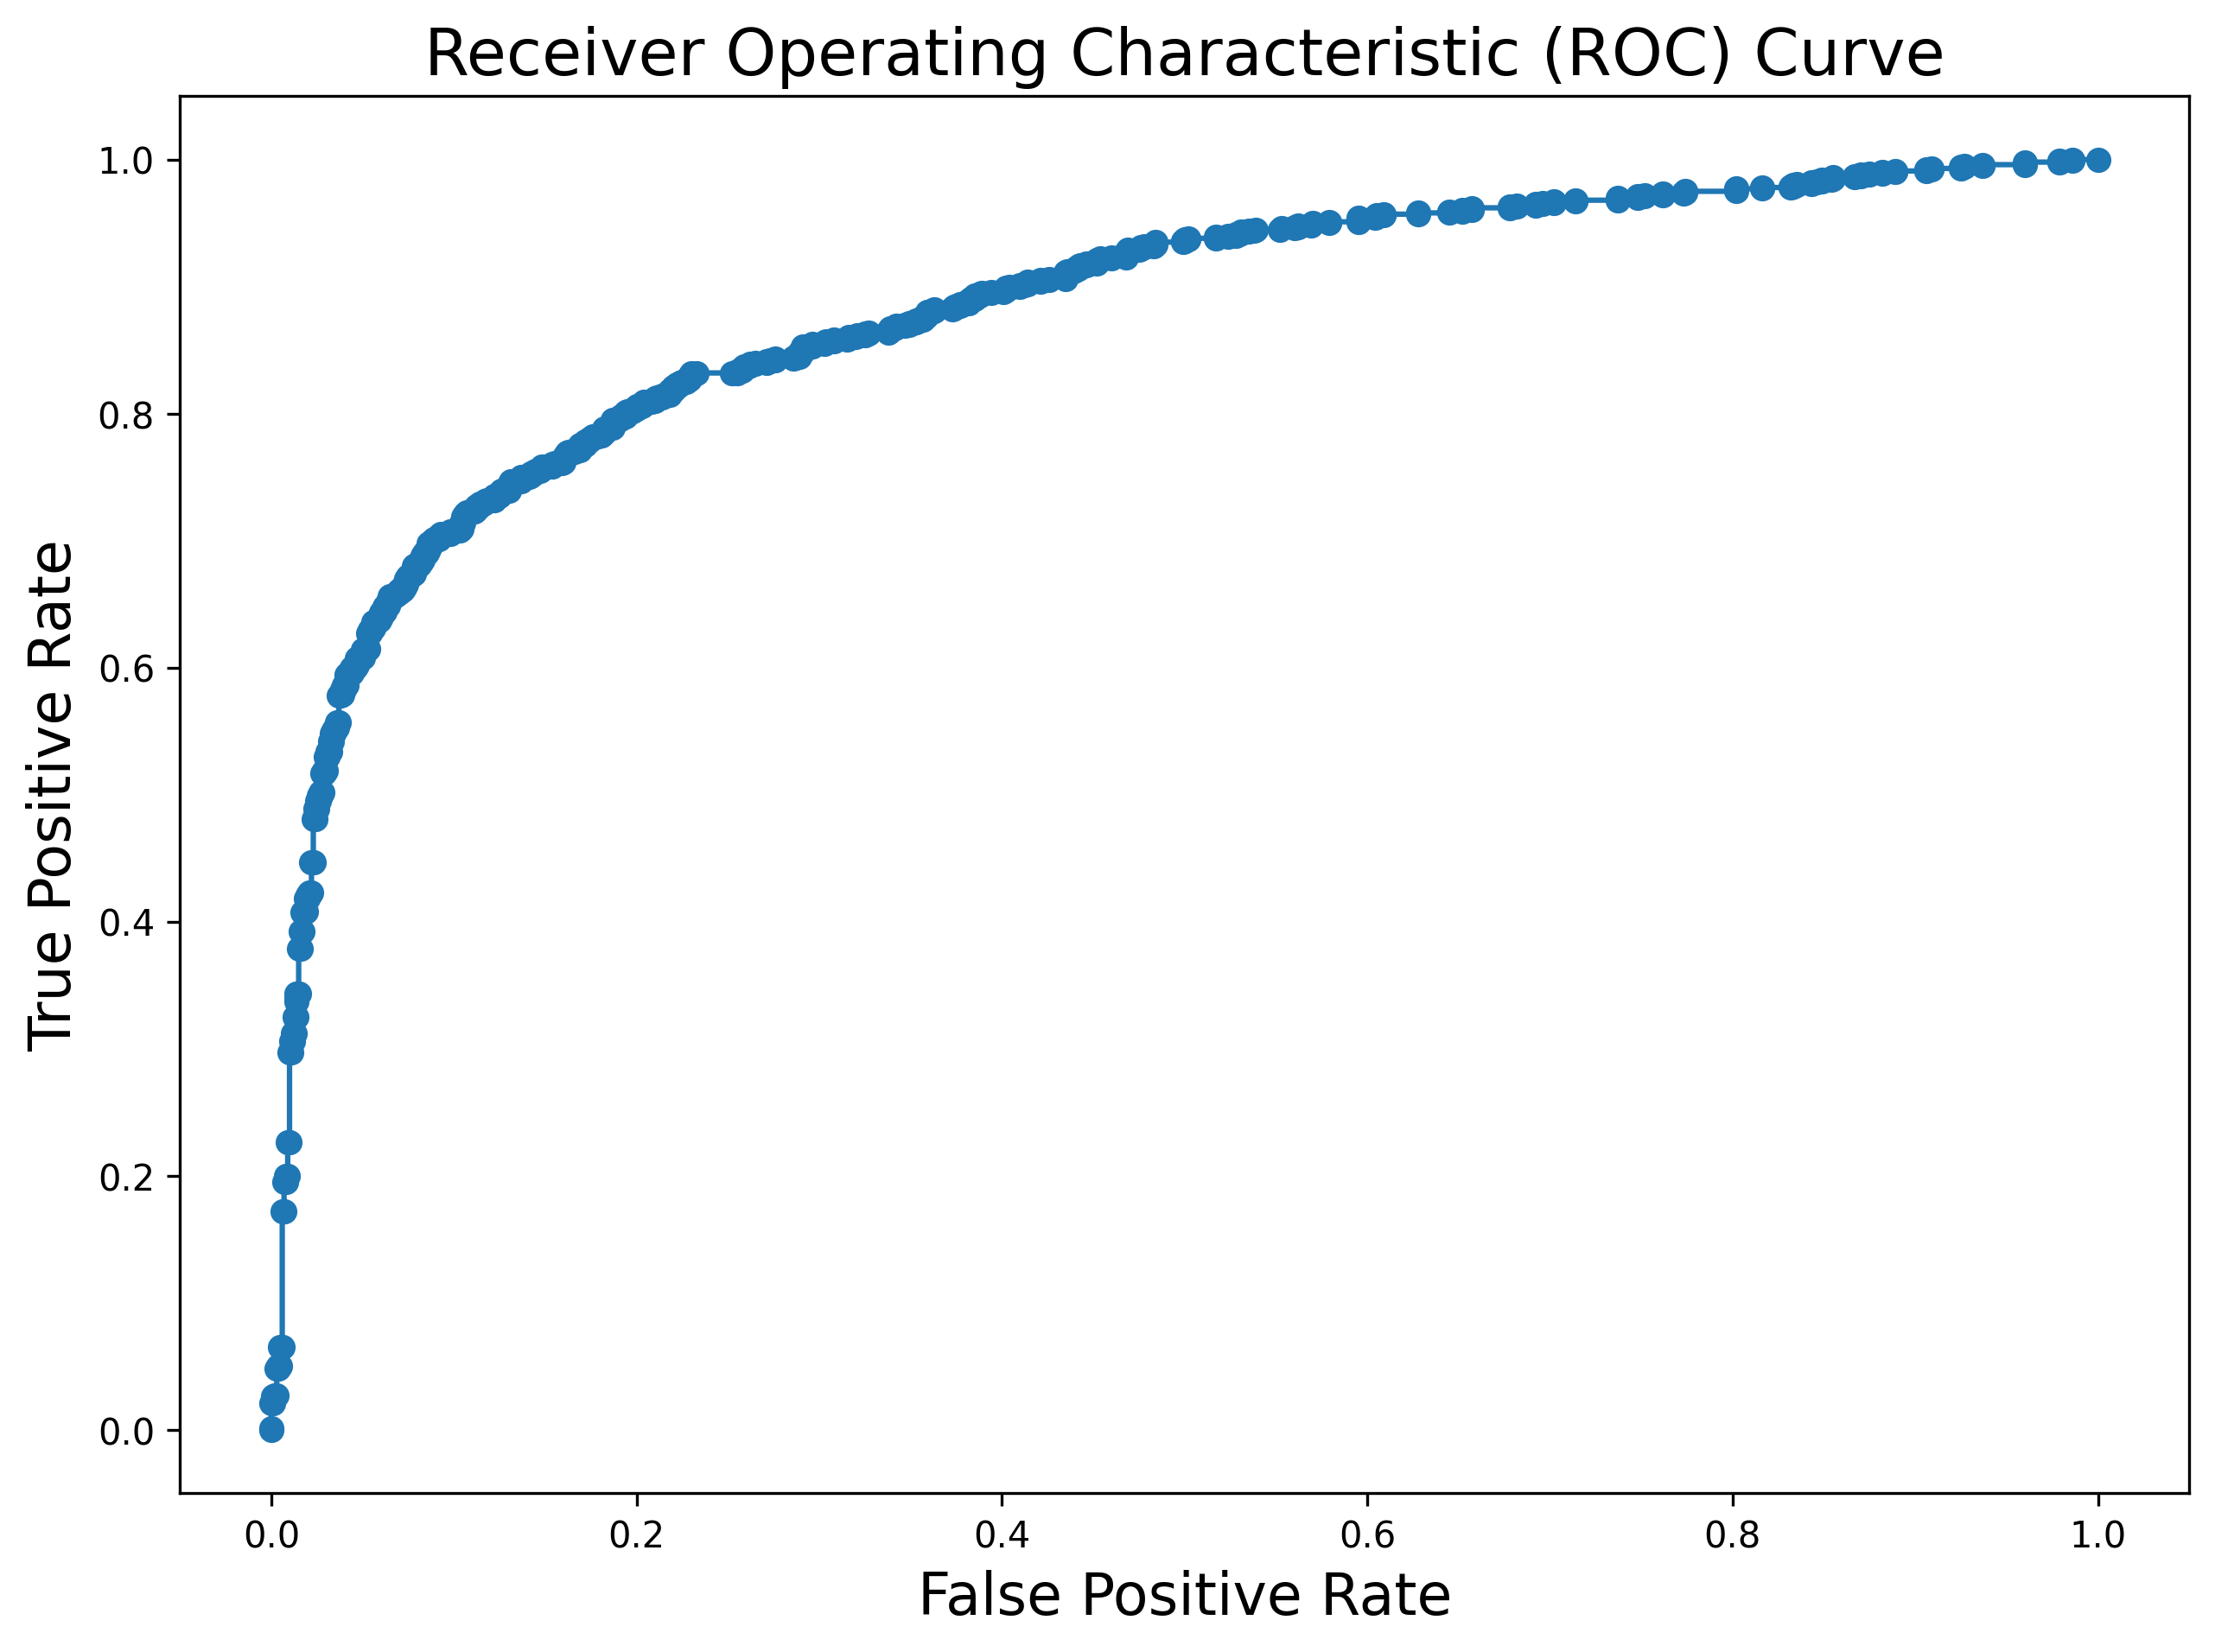 Receiver Operating Characteristic (ROC) Curve
True Positive Rate
1.0
0.8
0.6
0.4
0.2
0.0
0.0 0.2 0.4 0.6 0.8 1.0
False Positive Rate